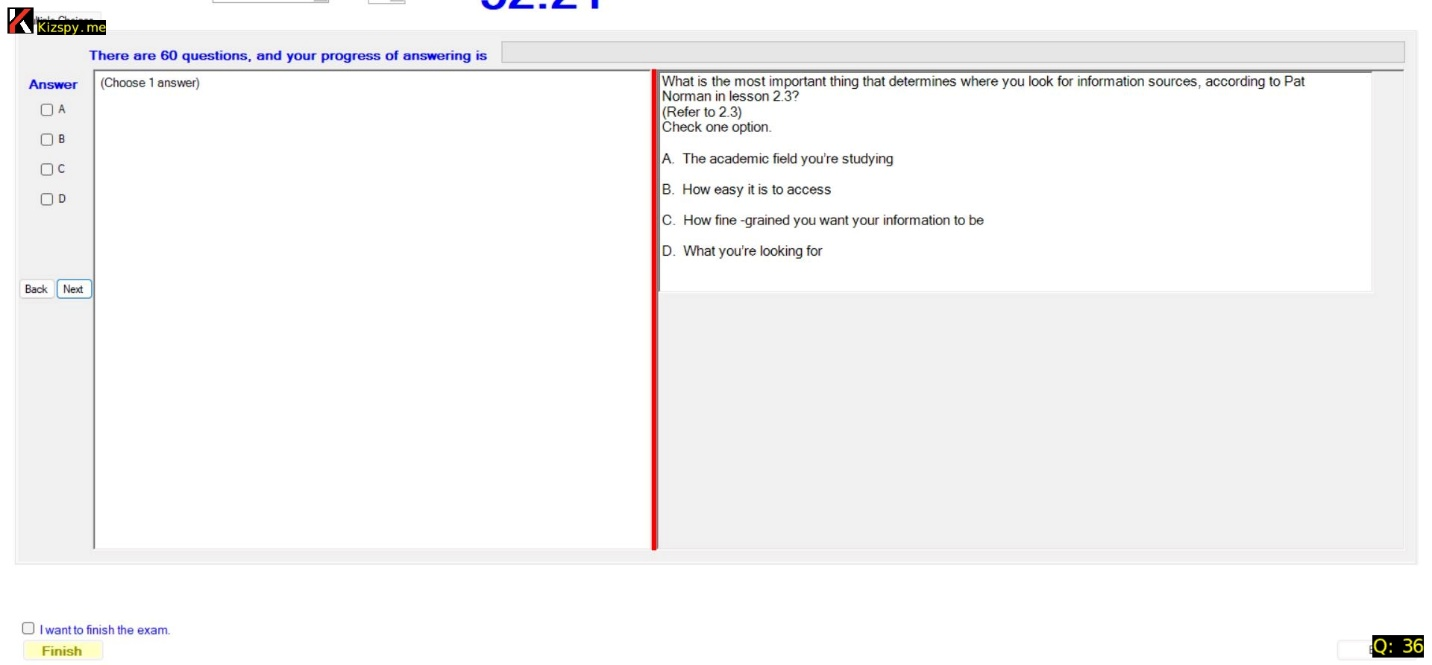 Kizspy.me
There are 60 questions, and your progress of answering is
Answer
(Choose 1 answer)
A
B
C
D
Back Next
What is the most important thing that determines where you look for information sources, according to Pat
Norman in lesson 2.3?
(Refer to 2.3)
Check one option.
A. The academic field you're studying
B. How easy it is to access
C. How fine -grained you want your information to be
D. What you're looking for
I want to finish the exam.
Finish
Q: 36